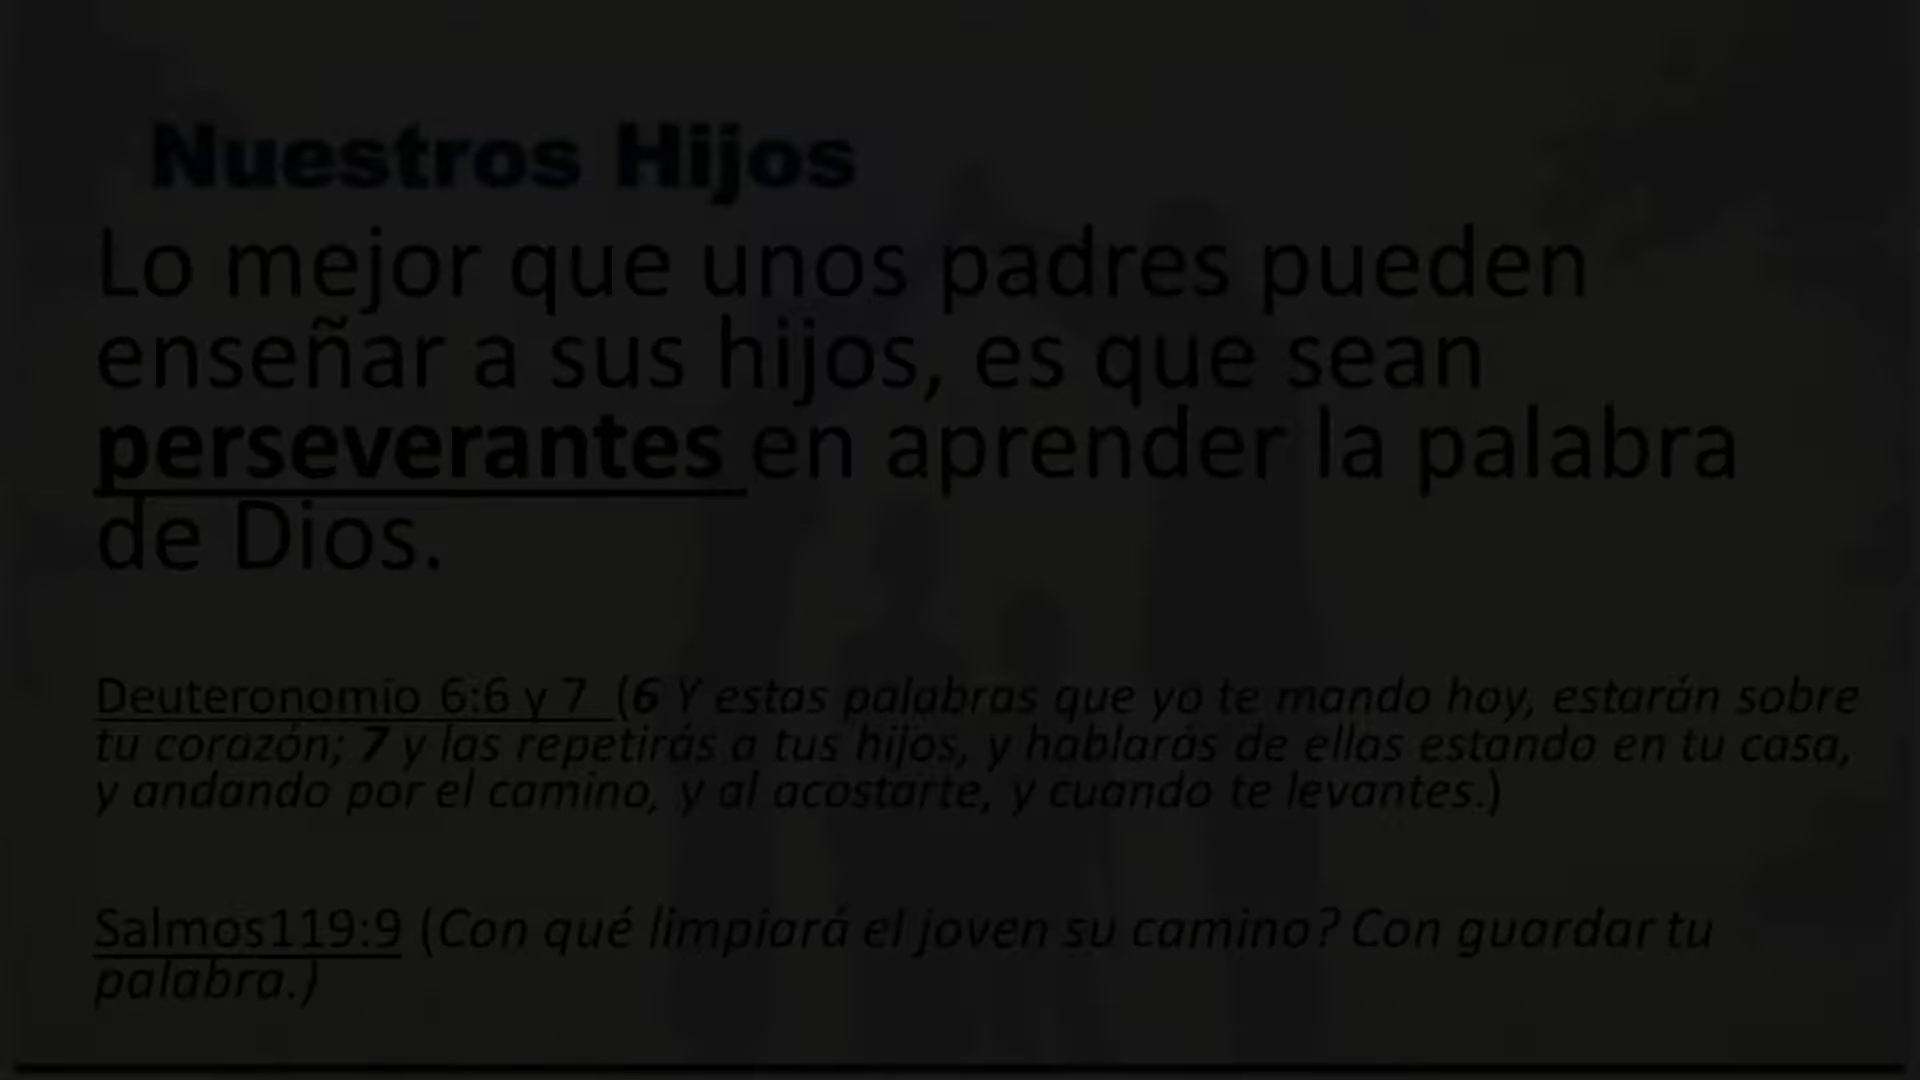 Nuestros Hijos
Lo mejor que unos padres pueden
enseñar a sus hijos, es que sean
perseverantes en aprender la palabra
de Dios.
Deuteronomio 6:6 y 7 (6 Y estas palabras que yo te mando hoy, estarán sobre
tu corazón; 7 y las repetirás a tus hijos, y hablarás de ellas estando en tu casa,
y andando por el camino, y al acostarte, y cuando te levantes.)
Salmos119:9 (Con qué limpiará el joven su camino? Con guardar tu
palabra.)